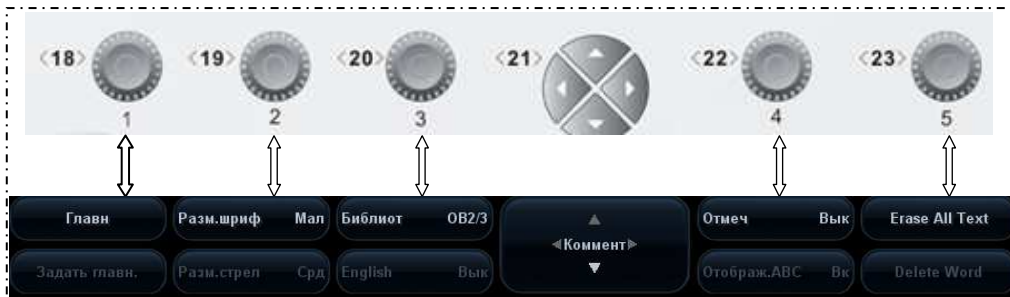 <18> <19> <20> <21> <22> <23>
1 2 3 4 5
Главн Разм.шриф Мал Библиот OB2/3 Отмеч Вык Erase All Text
Коммент
Задать главн. Разм.стрел Срд English Вык Отображ.АВС Вк Delete Word